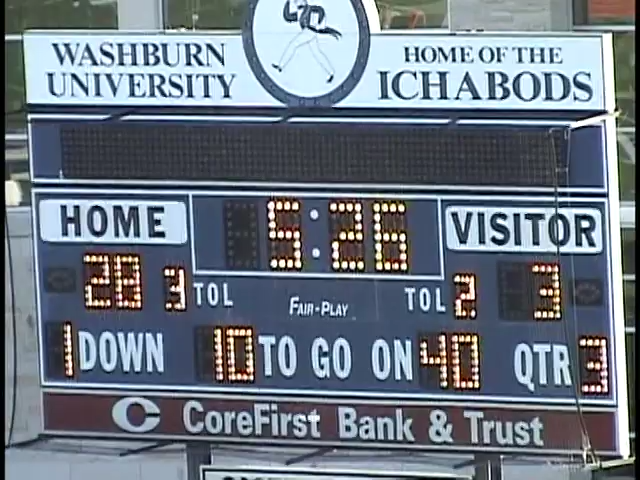 WASHBURN UNIVERSITY
HOME OF THE ICHABODS
HOME 5:26 VISITOR
28 3 TOL FAIR-PLAY TOL 2 3
1 DOWN 10 TO GO ON 40 QTR 3
C CoreFirst Bank & Trust